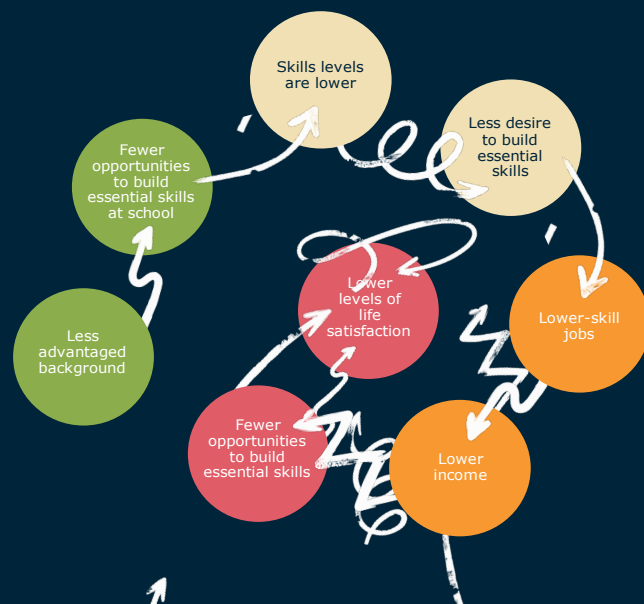 Skills levels
are lower
Less desire
to build
essential
skills
Fewer
opportunities
to build
essential skills
at school
Less
advantaged
background
Lower
levels of
life
satisfaction
Lower-skill
jobs
Fewer
opportunities
to build
essential skills
Lower
income